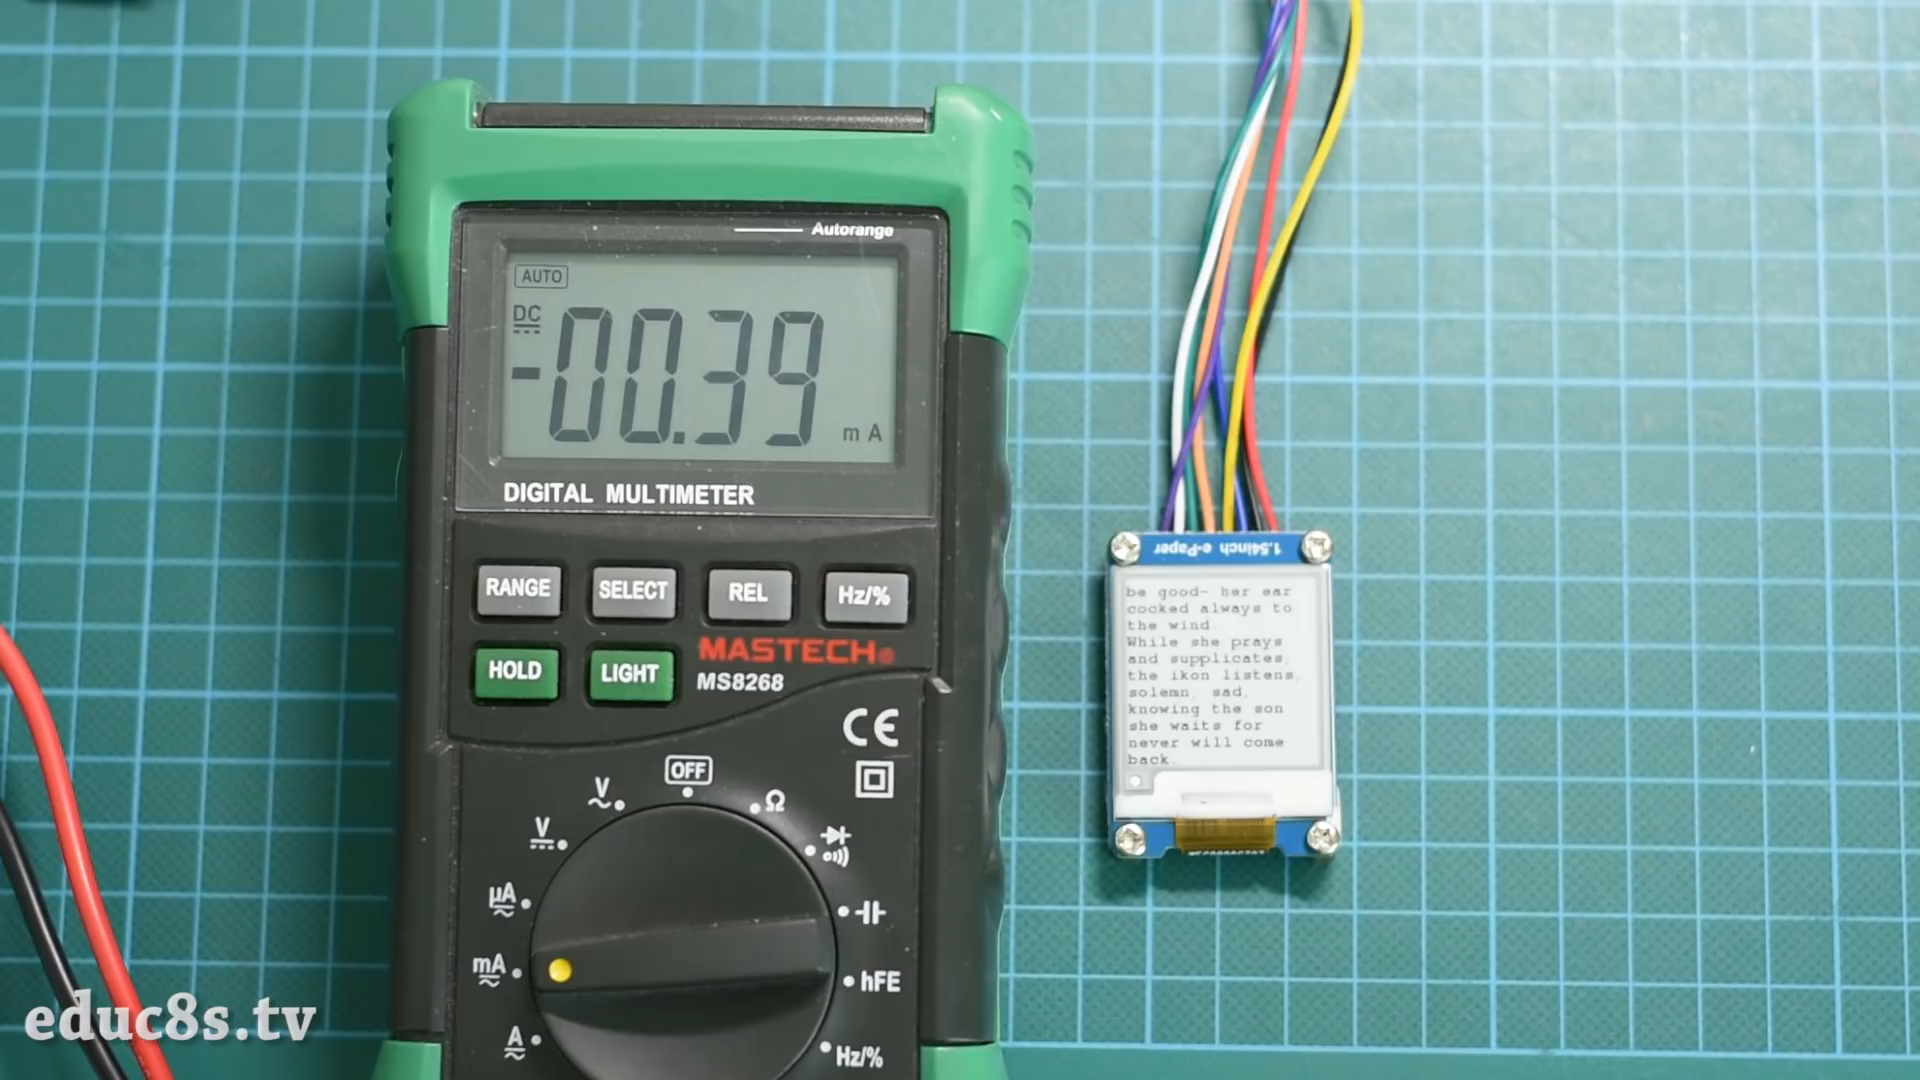 Autorange
AUTO
DC
-00.39
mA
DIGITAL MULTIMETER
RANGE
SELECT
REL
Hz/%
HOLD
LIGHT
MASTECH
MS8268
CE
OFF
V
Ω
V
µA
mA
hFE
A
Hz/%
1.54inch e-Paper
be good- her ear
cocked always to
the wind.
While she prays
and supplicates,
the ikon listens,
solemn, sad,
knowing the son
she waits for
never will come
back.
educ8s.tv